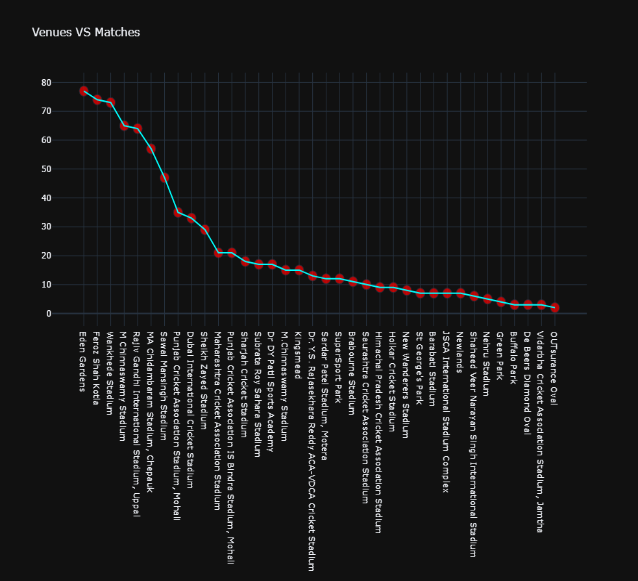 Venues VS Matches
80
70
60
50
40
30
20
10
0
Eden Gardens
Feroz Shah Kotla
Wankhede Stadium
M Chinnaswamy Stadium
Rajiv Gandhi International Stadium, Uppal
MA Chidambaram Stadium, Chepauk
Sawai Mansingh Stadium
Punjab Cricket Association Stadium, Mohali
Dubai International Cricket Stadium
Sheikh Zayed Stadium
Maharashtra Cricket Association Stadium
Punjab Cricket Association IS Bindra Stadium, Mohali
Sharjah Cricket Stadium
Subrata Roy Sahara Stadium
Dr DY Patil Sports Academy
M.Chinnaswamy Stadium
Kingsmead
Dr. Y.S. Rajasekhara Reddy ACA-VDCA Cricket Stadium
Sardar Patel Stadium, Motera
SuperSport Park
Brabourne Stadium
Saurashtra Cricket Association Stadium
Himachal Pradesh Cricket Association Stadium
Holkar Cricket Stadium
New Wanderers Stadium
St George's Park
Barabati Stadium
JSCA International Stadium Complex
Newlands
Shaheed Veer Narayan Singh International Stadium
Nehru Stadium
Green Park
Buffalo Park
De Beers Diamond Oval
Vidarbha Cricket Association Stadium, Jamtha
OUTsurance Oval